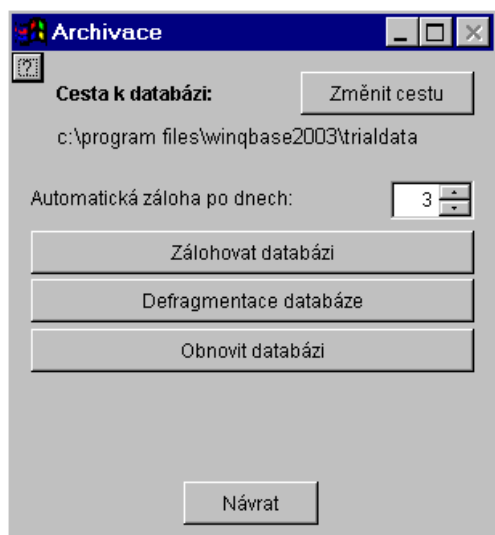 Archivace
?
Cesta k databázi: Změnit cestu
c:\program files\winqbase2003\trialdata
Automatická záloha po dnech: 3
Zálohovat databázi
Defragmentace databáze
Obnovit databázi
Návrat